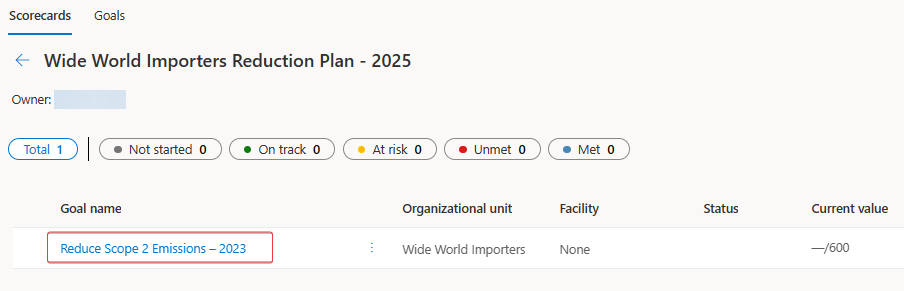 Scorecards Goals
Wide World Importers Reduction Plan - 2025
Owner:
Total 1 Not started 0 On track 0 At risk 0 Unmet 0 Met 0
Goal name Organizational unit Facility Status Current value
Reduce Scope 2 Emissions – 2023 Wide World Importers None —/600